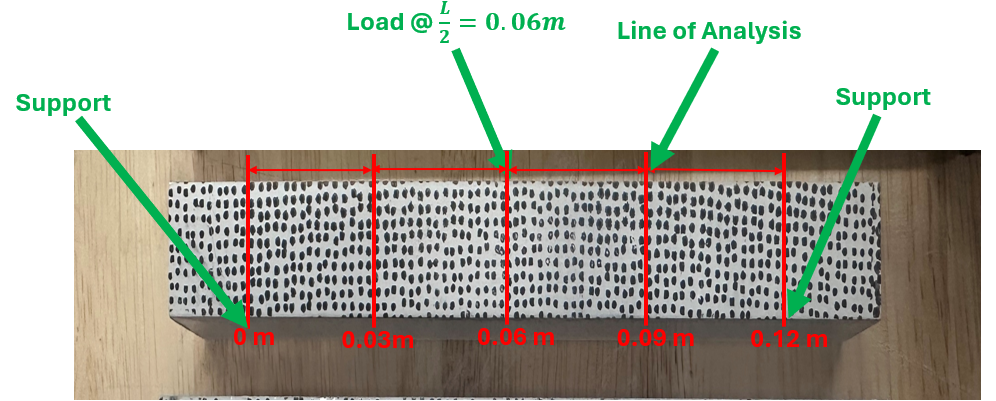 Load @ L/2 = 0.06m
Line of Analysis
Support
Support
0 m
0.03m
0.06 m
0.09 m
0.12 m